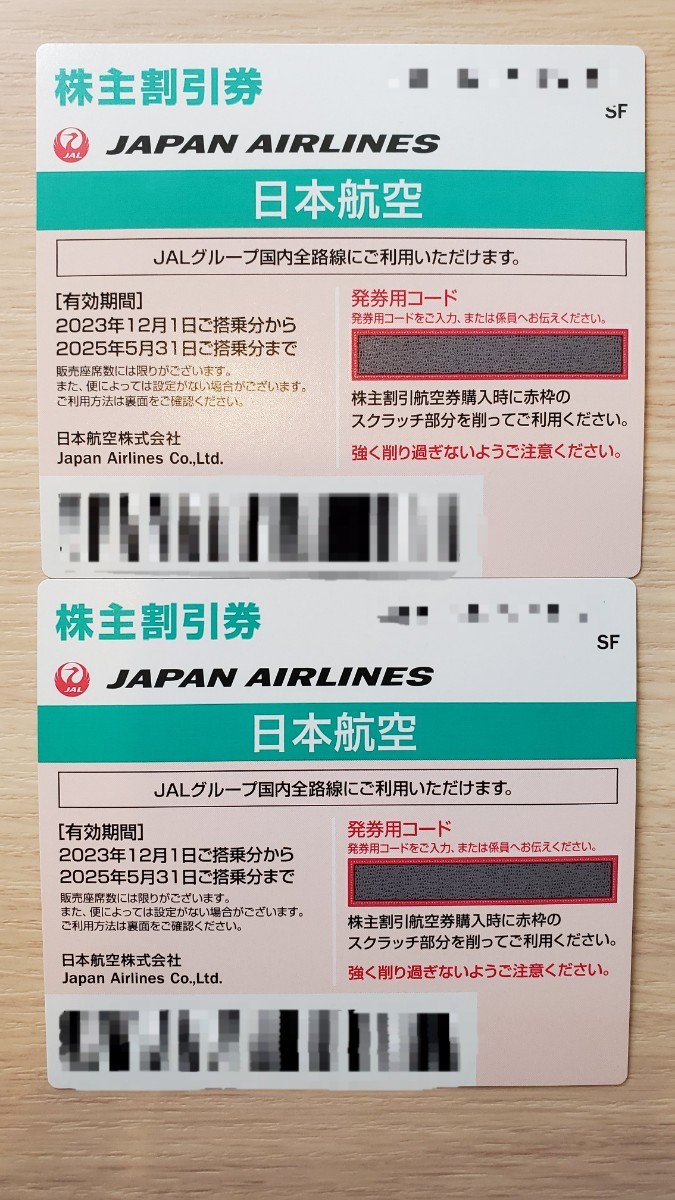 株主割引券
SF
JAL JAPAN AIRLINES
日本航空
JALグループ国内全路線にご利用いただけます。
[有効期間]
2023年12月1日ご搭乗分から
2025年5月31日ご搭乗分まで
販売座席数には限りがございます。
また、便によっては設定がない場合がございます。
ご利用方法は裏面をご確認ください。
日本航空株式会社
Japan Airlines Co.,Ltd.
発券用コード
発券用コードをご入力、または係員へお伝えください。
株主割引航空券購入時に赤枠の
スクラッチ部分を削ってご利用ください。
強く削り過ぎないようご注意ください。
株主割引券
SF
JAL JAPAN AIRLINES
日本航空
JALグループ国内全路線にご利用いただけます。
[有効期間]
2023年12月1日ご搭乗分から
2025年5月31日ご搭乗分まで
販売座席数には限りがございます。
また、便によっては設定がない場合がございます。
ご利用方法は裏面をご確認ください。
日本航空株式会社
Japan Airlines Co.,Ltd.
発券用コード
発券用コードをご入力、または係員へお伝えください。
株主割引航空券購入時に赤枠の
スクラッチ部分を削ってご利用ください。
強く削り過ぎないようご注意ください。